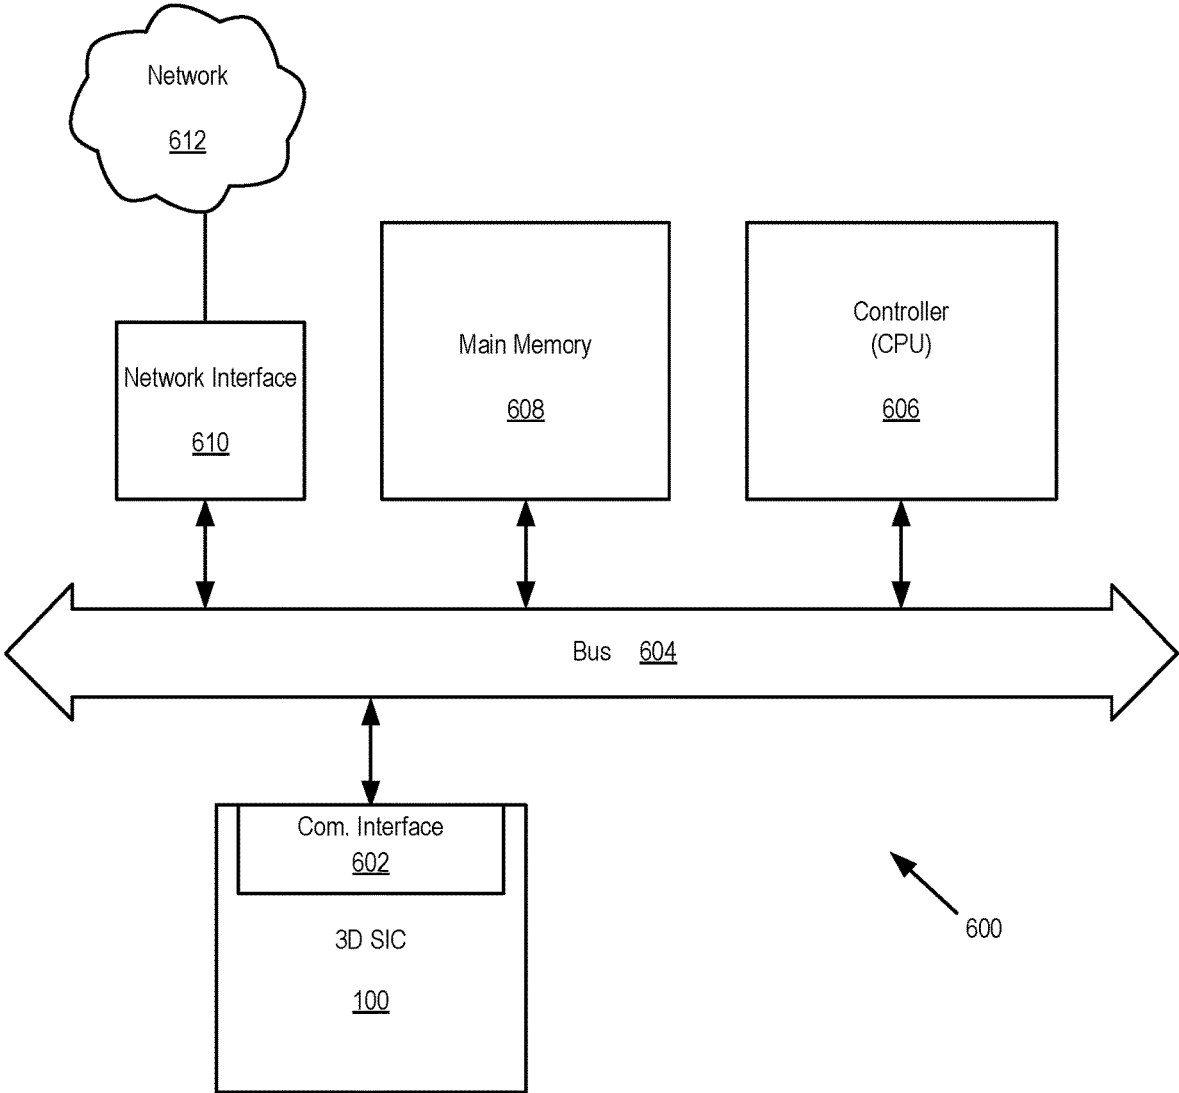 Network
612
Network Interface
610
Main Memory
608
Controller
(CPU)
606
Bus 604
Com. Interface
602
3D SIC
100
600